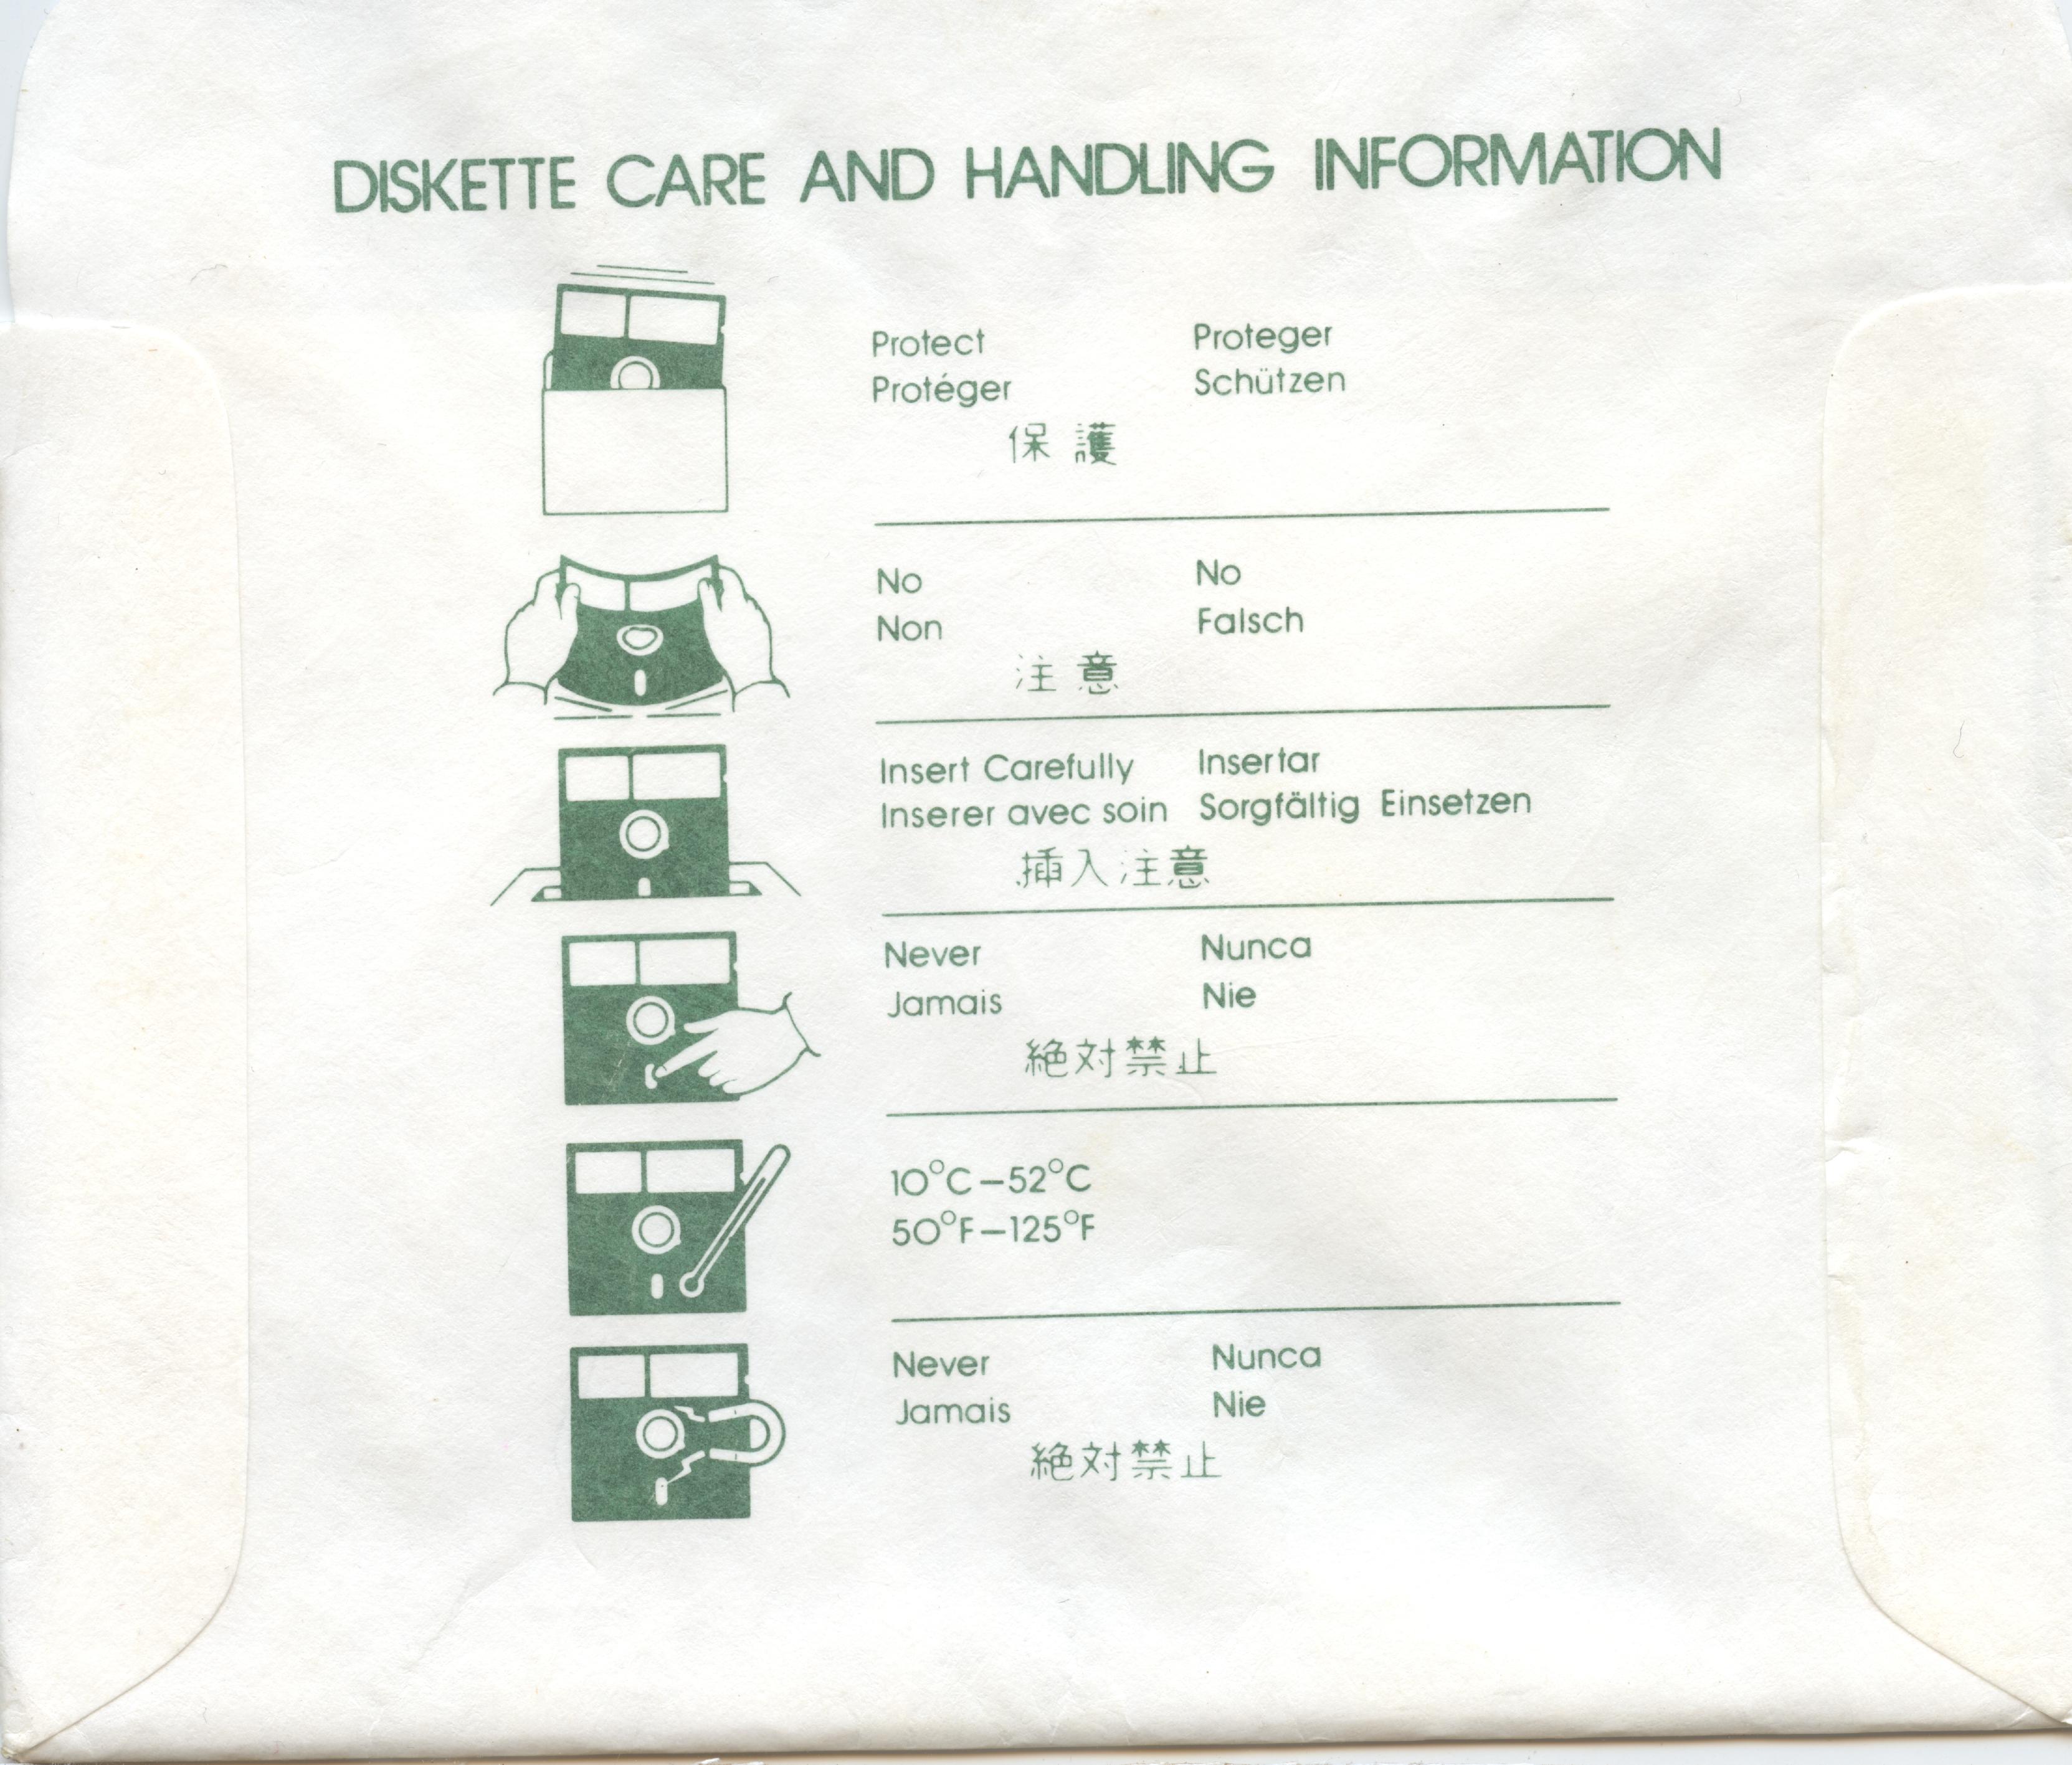 DISKETTE CARE AND HANDLING INFORMATION
Protect Proteger
Protéger Schützen
保護
No No
Non Falsch
注意
Insert Carefully Insertar
Inserer avec soin Sorgfältig Einsetzen
挿入注意
Never Nunca
Jamais Nie
絶対禁止
10°C–52°C
50°F–125°F
Never Nunca
Jamais Nie
絶対禁止